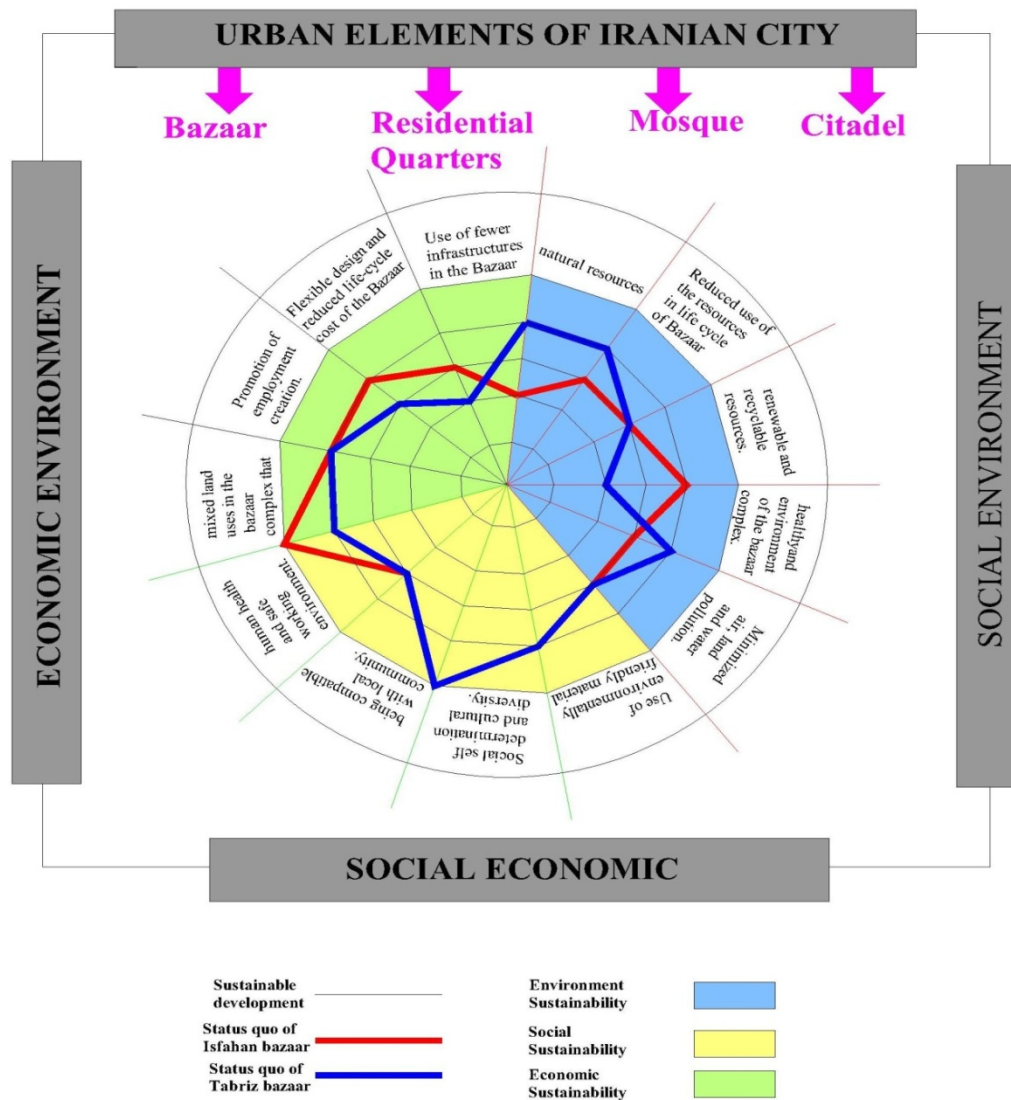 URBAN ELEMENTS OF IRANIAN CITY
Bazaar
Residential
Quarters
Mosque
Citadel
ECONOMIC ENVIRONMENT
SOCIAL ENVIRONMENT
Use of fewer
infrastructures
in the Bazaar
natural resources
Reduced use of
the resources
in life cycle
of Bazaar
renewable and
recyclable
resources.
healthyand
environment
of the bazaar
complex.
Minimized
air, land
and water
pollution.
Use of
environmentally
friendly material
Social self
determination
and cultural
diversity.
being compatible
with local
community.
human health
and safe
working
environment.
mixed land
uses in the
bazaar
complex that
Promotion of
employment
creation.
Flexible design and
reduced life-cycle
cost of the Bazaar
SOCIAL ECONOMIC
Sustainable
development
Status quo of
Isfahan bazaar
Status quo of
Tabriz bazaar
Environment
Sustainability
Social
Sustainability
Economic
Sustainability